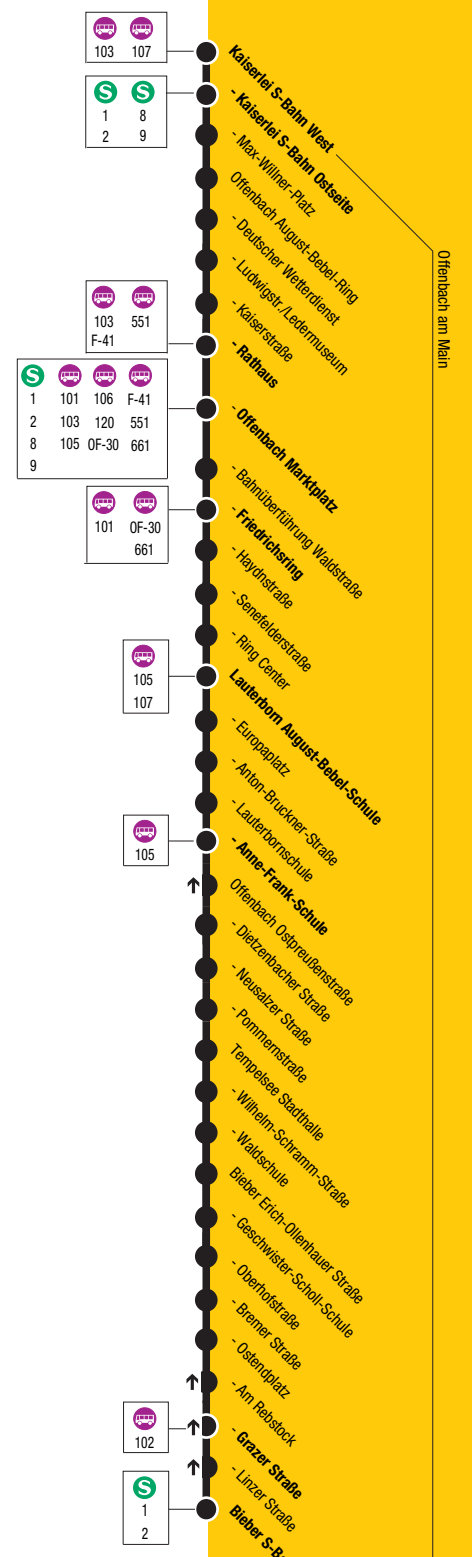 103 107
Kaiserlei S-Bahn West
S S
1 8
2 9
- Kaiserlei S-Bahn Ostseite
- Max-Willner-Platz
Offenbach August-Bebel-Ring
- Deutscher Wetterdienst
- Ludwigstr./Ledermuseum
- Kaiserstraße
103 551
F-41
- Rathaus
S
1 101 106 F-41
2 103 120 551
8 105 OF-30 661
9
- Offenbach Marktplatz
- Bahnüberführung Waldstraße
101 OF-30
661
- Friedrichsring
- Haydnstraße
- Senefelderstraße
- Ring Center
105
107
Lauterborn August-Bebel-Schule
- Europaplatz
- Anton-Bruckner-Straße
- Lauterbornschule
105
- Anne-Frank-Schule
Offenbach Ostpreußenstraße
- Dietzenbacher Straße
- Neusalzer Straße
- Pommernstraße
Tempelsee Stadthalle
- Wilhelm-Schramm-Straße
- Waldschule
Bieber Erich-Ollenhauer Straße
- Geschwister-Scholl-Schule
- Oberhofstraße
- Bremer Straße
- Ostendplatz
- Am Rebstock
102
- Grazer Straße
- Linzer Straße
S
1
2
Bieber S-B
Offenbach am Main